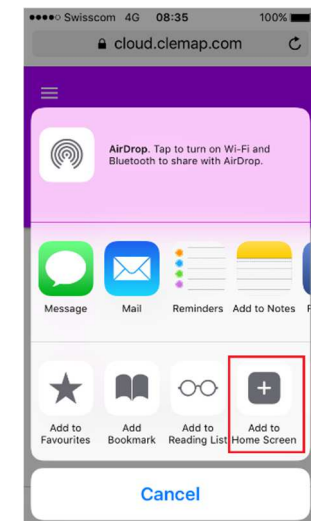 Swisscom 4G 08:35 100%
cloud.clemap.com
AirDrop. Tap to turn on Wi-Fi and
Bluetooth to share with AirDrop.
Message Mail Reminders Add to Notes F
Add to Add Add to Add to
Favourites Bookmark Reading List Home Screen
Cancel